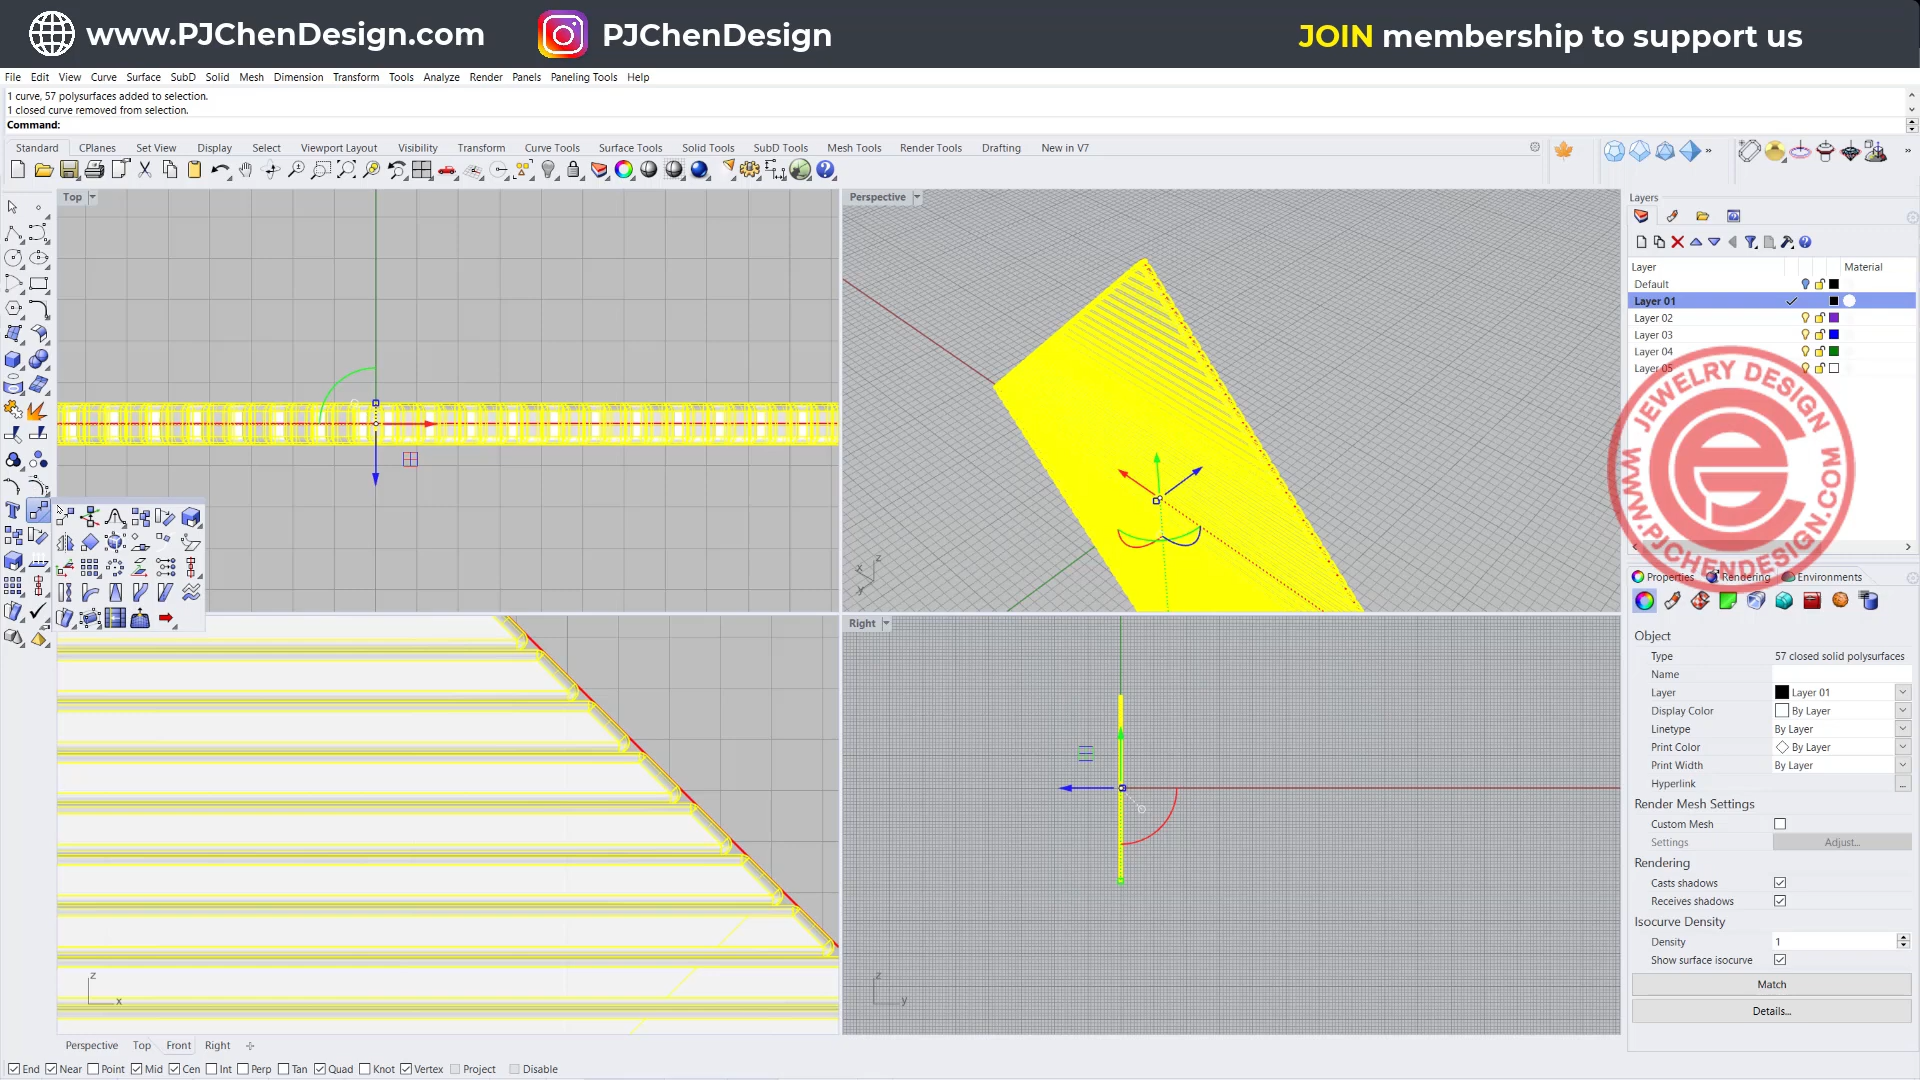 www.PJChenDesign.com PJChenDesign JOIN membership to support us
File Edit View Curve Surface SubD Solid Mesh Dimension Transform Tools Analyze Render Panels Paneling Tools Help
1 curve, 57 polysurfaces added to selection.
1 closed curve removed from selection.
Command:
Standard CPlanes Set View Display Select Viewport Layout Visibility Transform Curve Tools Surface Tools Solid Tools SubD Tools Mesh Tools Render Tools Drafting New in V7
Top
Perspective
Layers
Layer Material
Default
Layer 01
Layer 02
Layer 03
Layer 04
Layer 05
JEWELRY DESIGN
WWW.PJCHENDESIGN.COM
z
x
y
Right
Properties Rendering Environments
Object
Type 57 closed solid polysurfaces
Name
Layer Layer 01
Display Color By Layer
Linetype By Layer
Print Color By Layer
Print Width By Layer
Hyperlink ...
Render Mesh Settings
Custom Mesh
Settings Adjust...
Rendering
Casts shadows
Receives shadows
Isocurve Density
Density 1
Show surface isocurve
Match
Details...
z
x
z
y
Perspective Top Front Right
End Near Point Mid Cen Int Perp Tan Quad Knot Vertex Project Disable